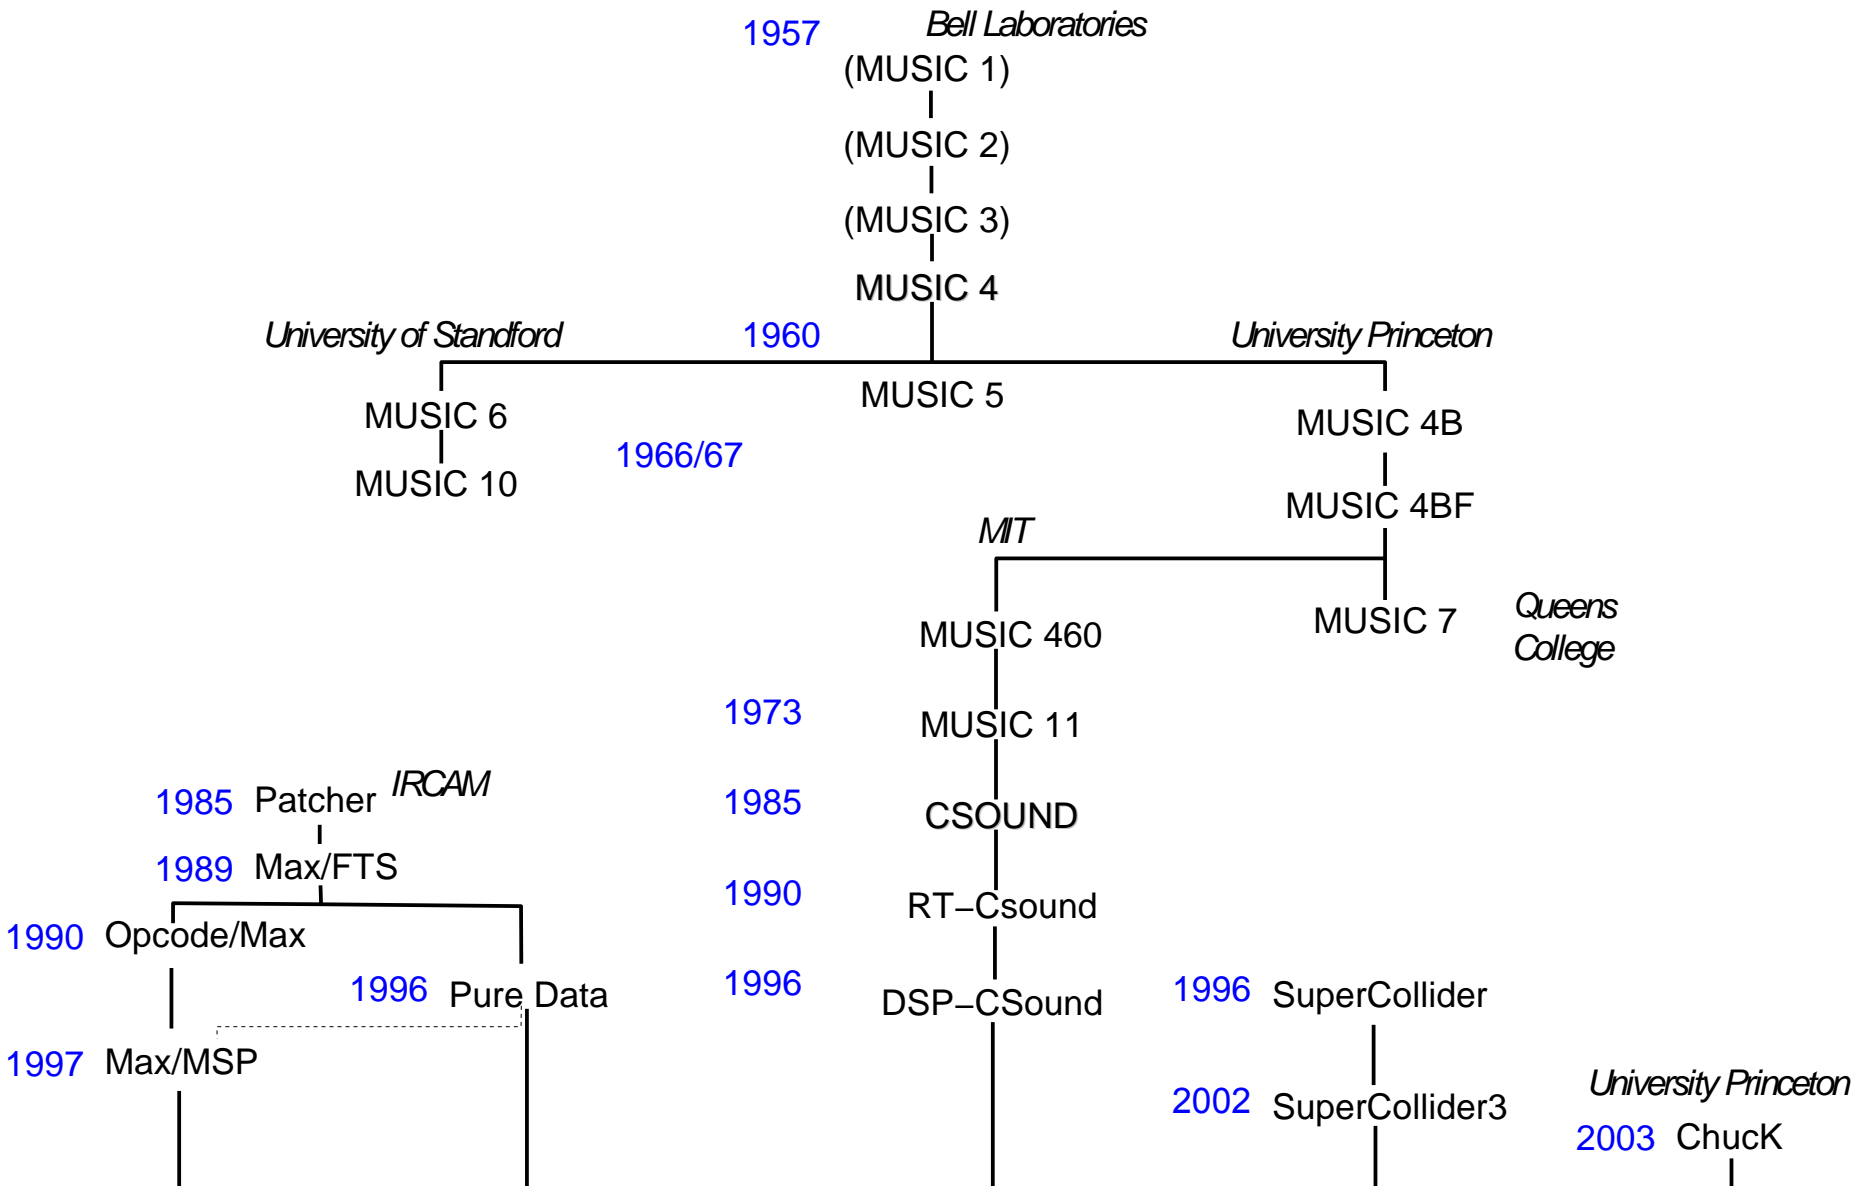 1957
Bell Laboratories
(MUSIC 1)
(MUSIC 2)
(MUSIC 3)
MUSIC 4
University of Standford
1960
University Princeton
MUSIC 5
MUSIC 6
MUSIC 4B
1966/67
MUSIC 10
MUSIC 4BF
MIT
MUSIC 460
MUSIC 7
Queens
College
1973
MUSIC 11
1985
Patcher
IRCAM
1985
CSOUND
1989
Max/FTS
1990
RT–Csound
1990
Opcode/Max
1996
Pure Data
1996
DSP–CSound
1996
SuperCollider
1997
Max/MSP
2002
SuperCollider3
University Princeton
2003
ChucK